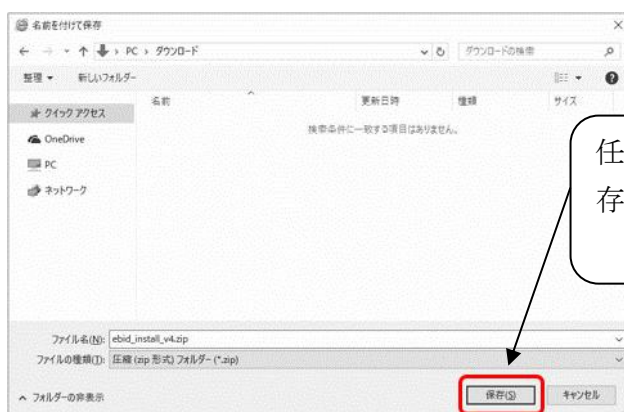 名前を付けて保存
PC › ダウンロード
ダウンロードの検索
整理 新しいフォルダー
名前 更新日時 種類 サイズ
検索条件に一致する項目はありません。
クイック アクセス
OneDrive
PC
ネットワーク
任
存
ファイル名(N): ebid_install_v4.zip
ファイルの種類(T): 圧縮 (zip 形式) フォルダー (*.zip)
フォルダーの非表示
保存(S) キャンセル